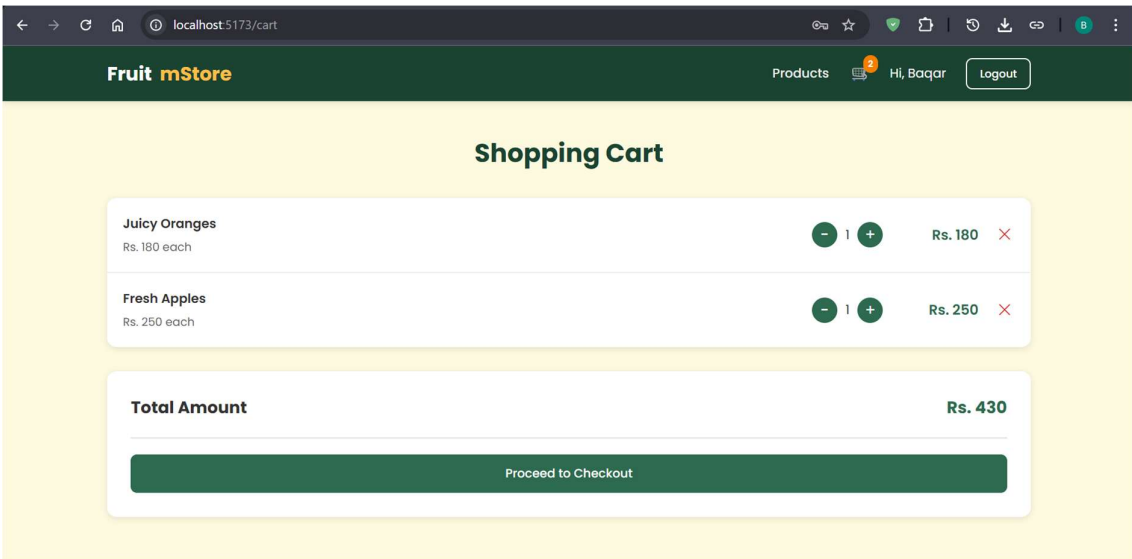 localhost:5173/cart
B
Fruit mStore
Products
2
Hi, Baqar
Logout
Shopping Cart
Juicy Oranges
Rs. 180 each
- 1 +
Rs. 180
Fresh Apples
Rs. 250 each
- 1 +
Rs. 250
Total Amount
Rs. 430
Proceed to Checkout